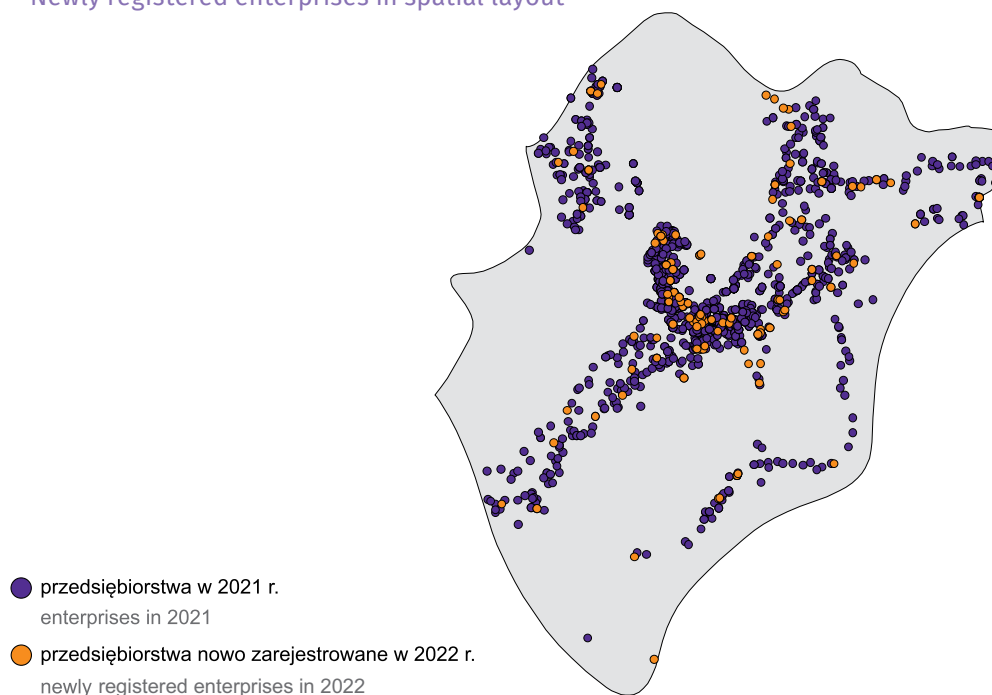 Newly registered enterprises in spatial layout
przedsiębiorstwa w 2021 r.
enterprises in 2021
przedsiębiorstwa nowo zarejestrowane w 2022 r.
newly registered enterprises in 2022